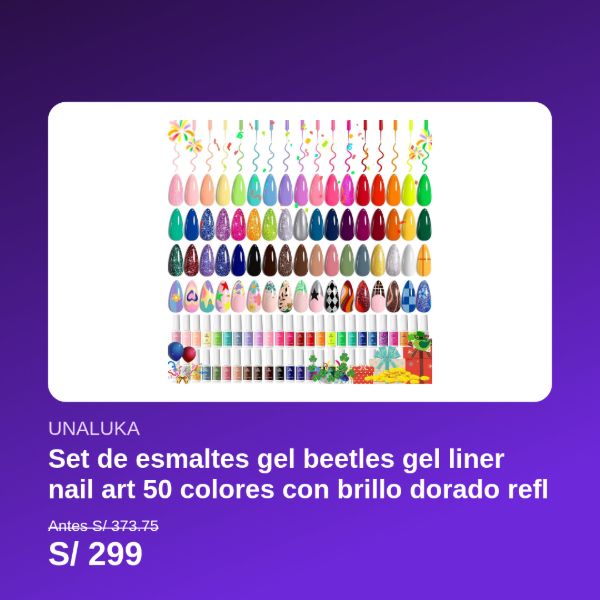 UNALUKA
Set de esmaltes gel beetles gel liner
nail art 50 colores con brillo dorado refl
Antes S/ 373.75
S/ 299